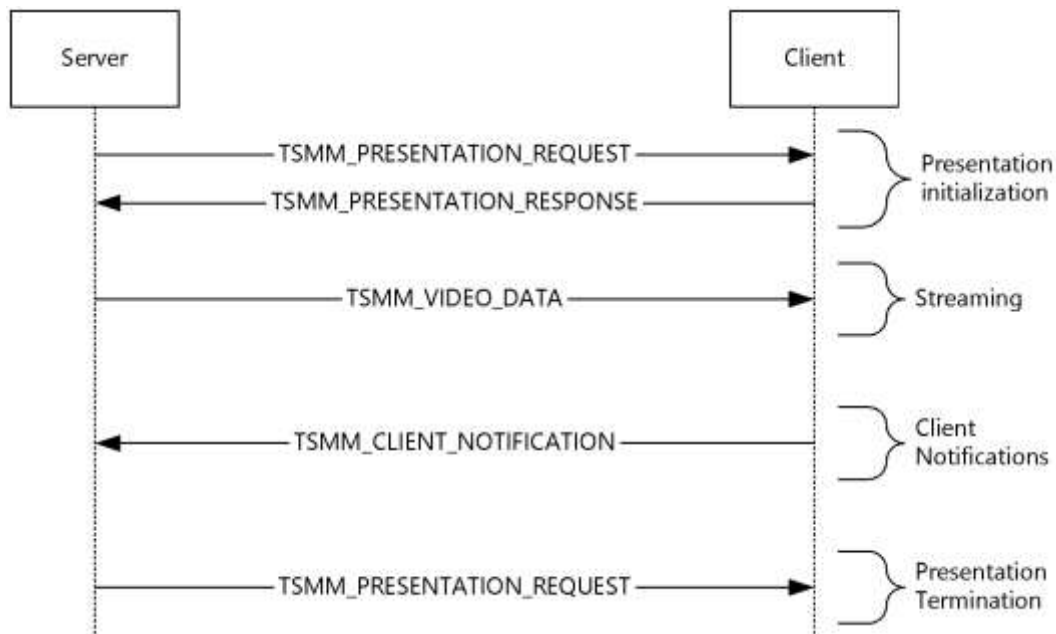 Server
Client
TSMM_PRESENTATION_REQUEST
Presentation
initialization
TSMM_PRESENTATION_RESPONSE
TSMM_VIDEO_DATA
Streaming
TSMM_CLIENT_NOTIFICATION
Client
Notifications
TSMM_PRESENTATION_REQUEST
Presentation
Termination